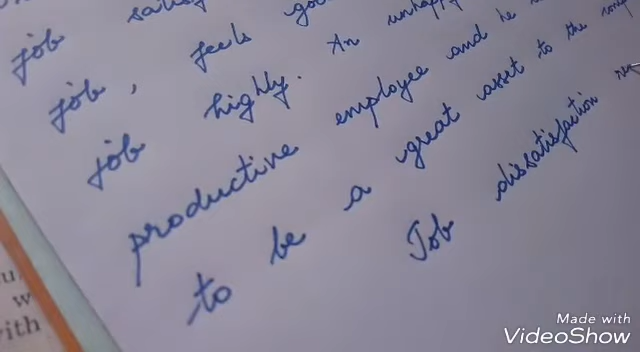 job
job, feels
job highly. An
productive employee and he
to be a great asset to the
Job dissatisfaction
w
ith
Made with
VideoShow